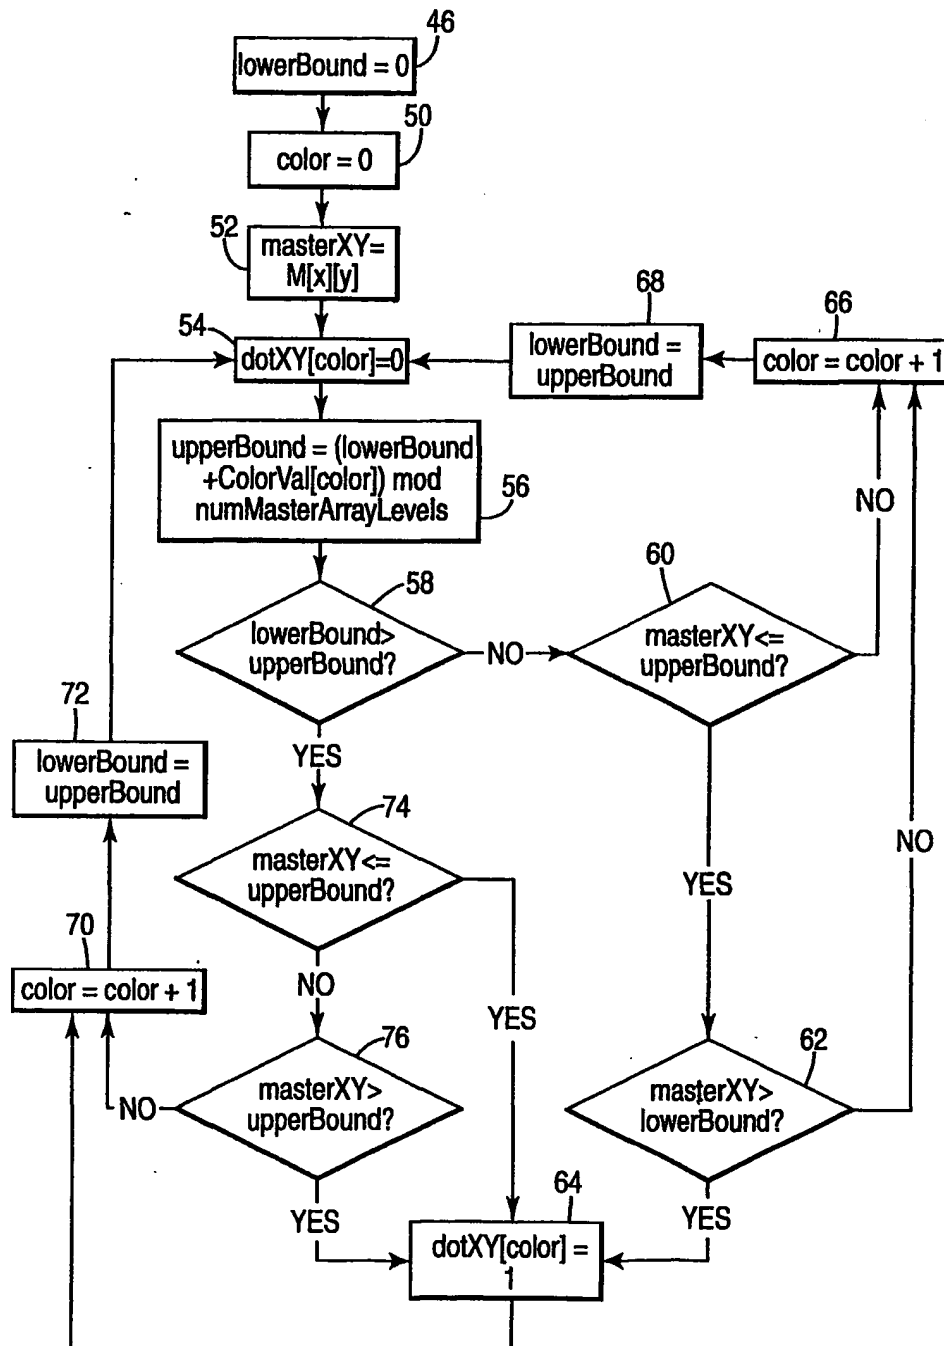 46
lowerBound = 0
50
color = 0
52
masterXY=
M[x][y]
54
dotXY[color]=0
68
lowerBound =
upperBound
66
color = color + 1
upperBound = (lowerBound
+ColorVal[color]) mod
numMasterArrayLevels
56
NO
58
lowerBound>
upperBound?
NO
60
masterXY<=
upperBound?
72
lowerBound =
upperBound
YES
74
masterXY<=
upperBound?
YES
NO
70
color = color + 1
NO
YES
76
masterXY>
upperBound?
NO
62
masterXY>
lowerBound?
YES
64
YES
dotXY[color] =
1